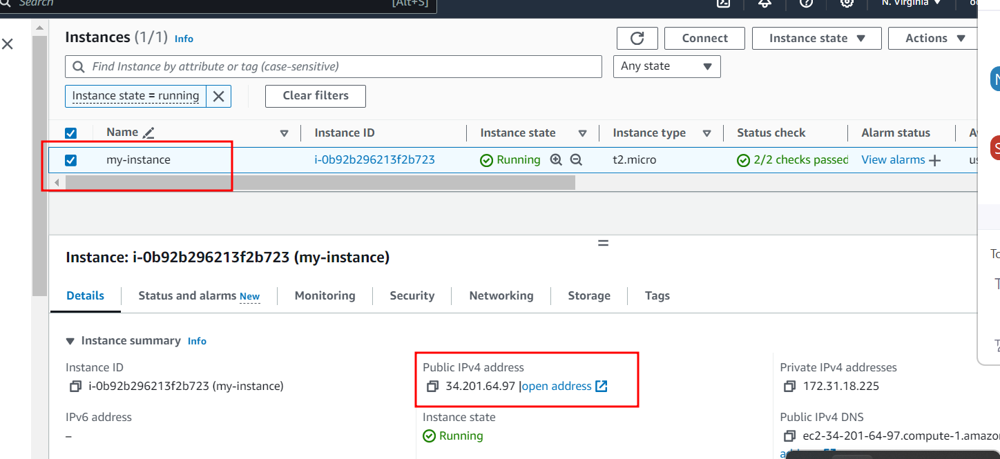 Search [Alt+S] N. Virginia
Instances (1/1) Info
Connect Instance state Actions
Find Instance by attribute or tag (case-sensitive)
Any state
Instance state = running
Clear filters
Name Instance ID Instance state Instance type Status check Alarm status
my-instance i-0b92b296213f2b723 Running t2.micro 2/2 checks passed View alarms +
Instance: i-0b92b296213f2b723 (my-instance)
Details Status and alarms New Monitoring Security Networking Storage Tags
Instance summary Info
Instance ID Public IPv4 address Private IPv4 addresses
i-0b92b296213f2b723 (my-instance) 34.201.64.97 |open address 172.31.18.225
IPv6 address Instance state Public IPv4 DNS
– Running ec2-34-201-64-97.compute-1.amazo